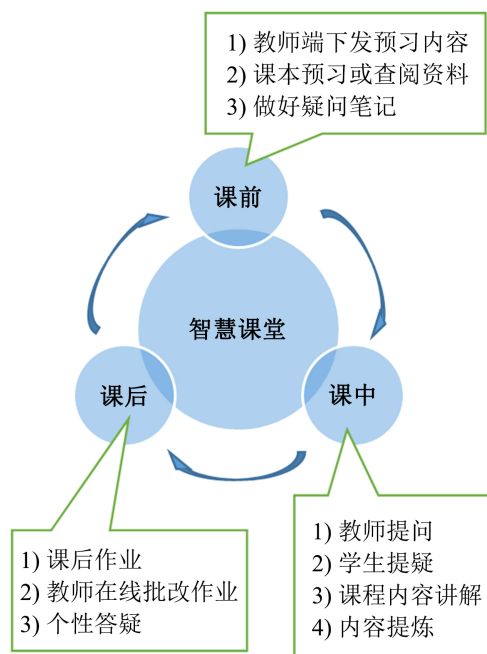 1) 教师端下发预习内容
2) 课本预习或查阅资料
3) 做好疑问笔记
课前
智慧课堂
课后
课中
1) 课后作业
2) 教师在线批改作业
3) 个性答疑
1) 教师提问
2) 学生提疑
3) 课程内容讲解
4) 内容提炼